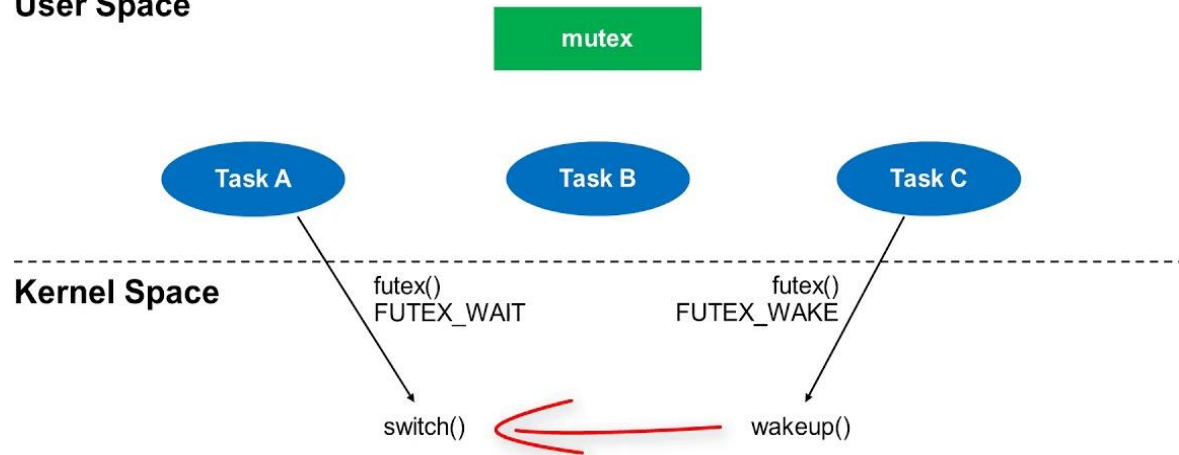 User Space
mutex
Task A
Task B
Task C
Kernel Space
futex()
FUTEX_WAIT
futex()
FUTEX_WAKE
switch()
wakeup()